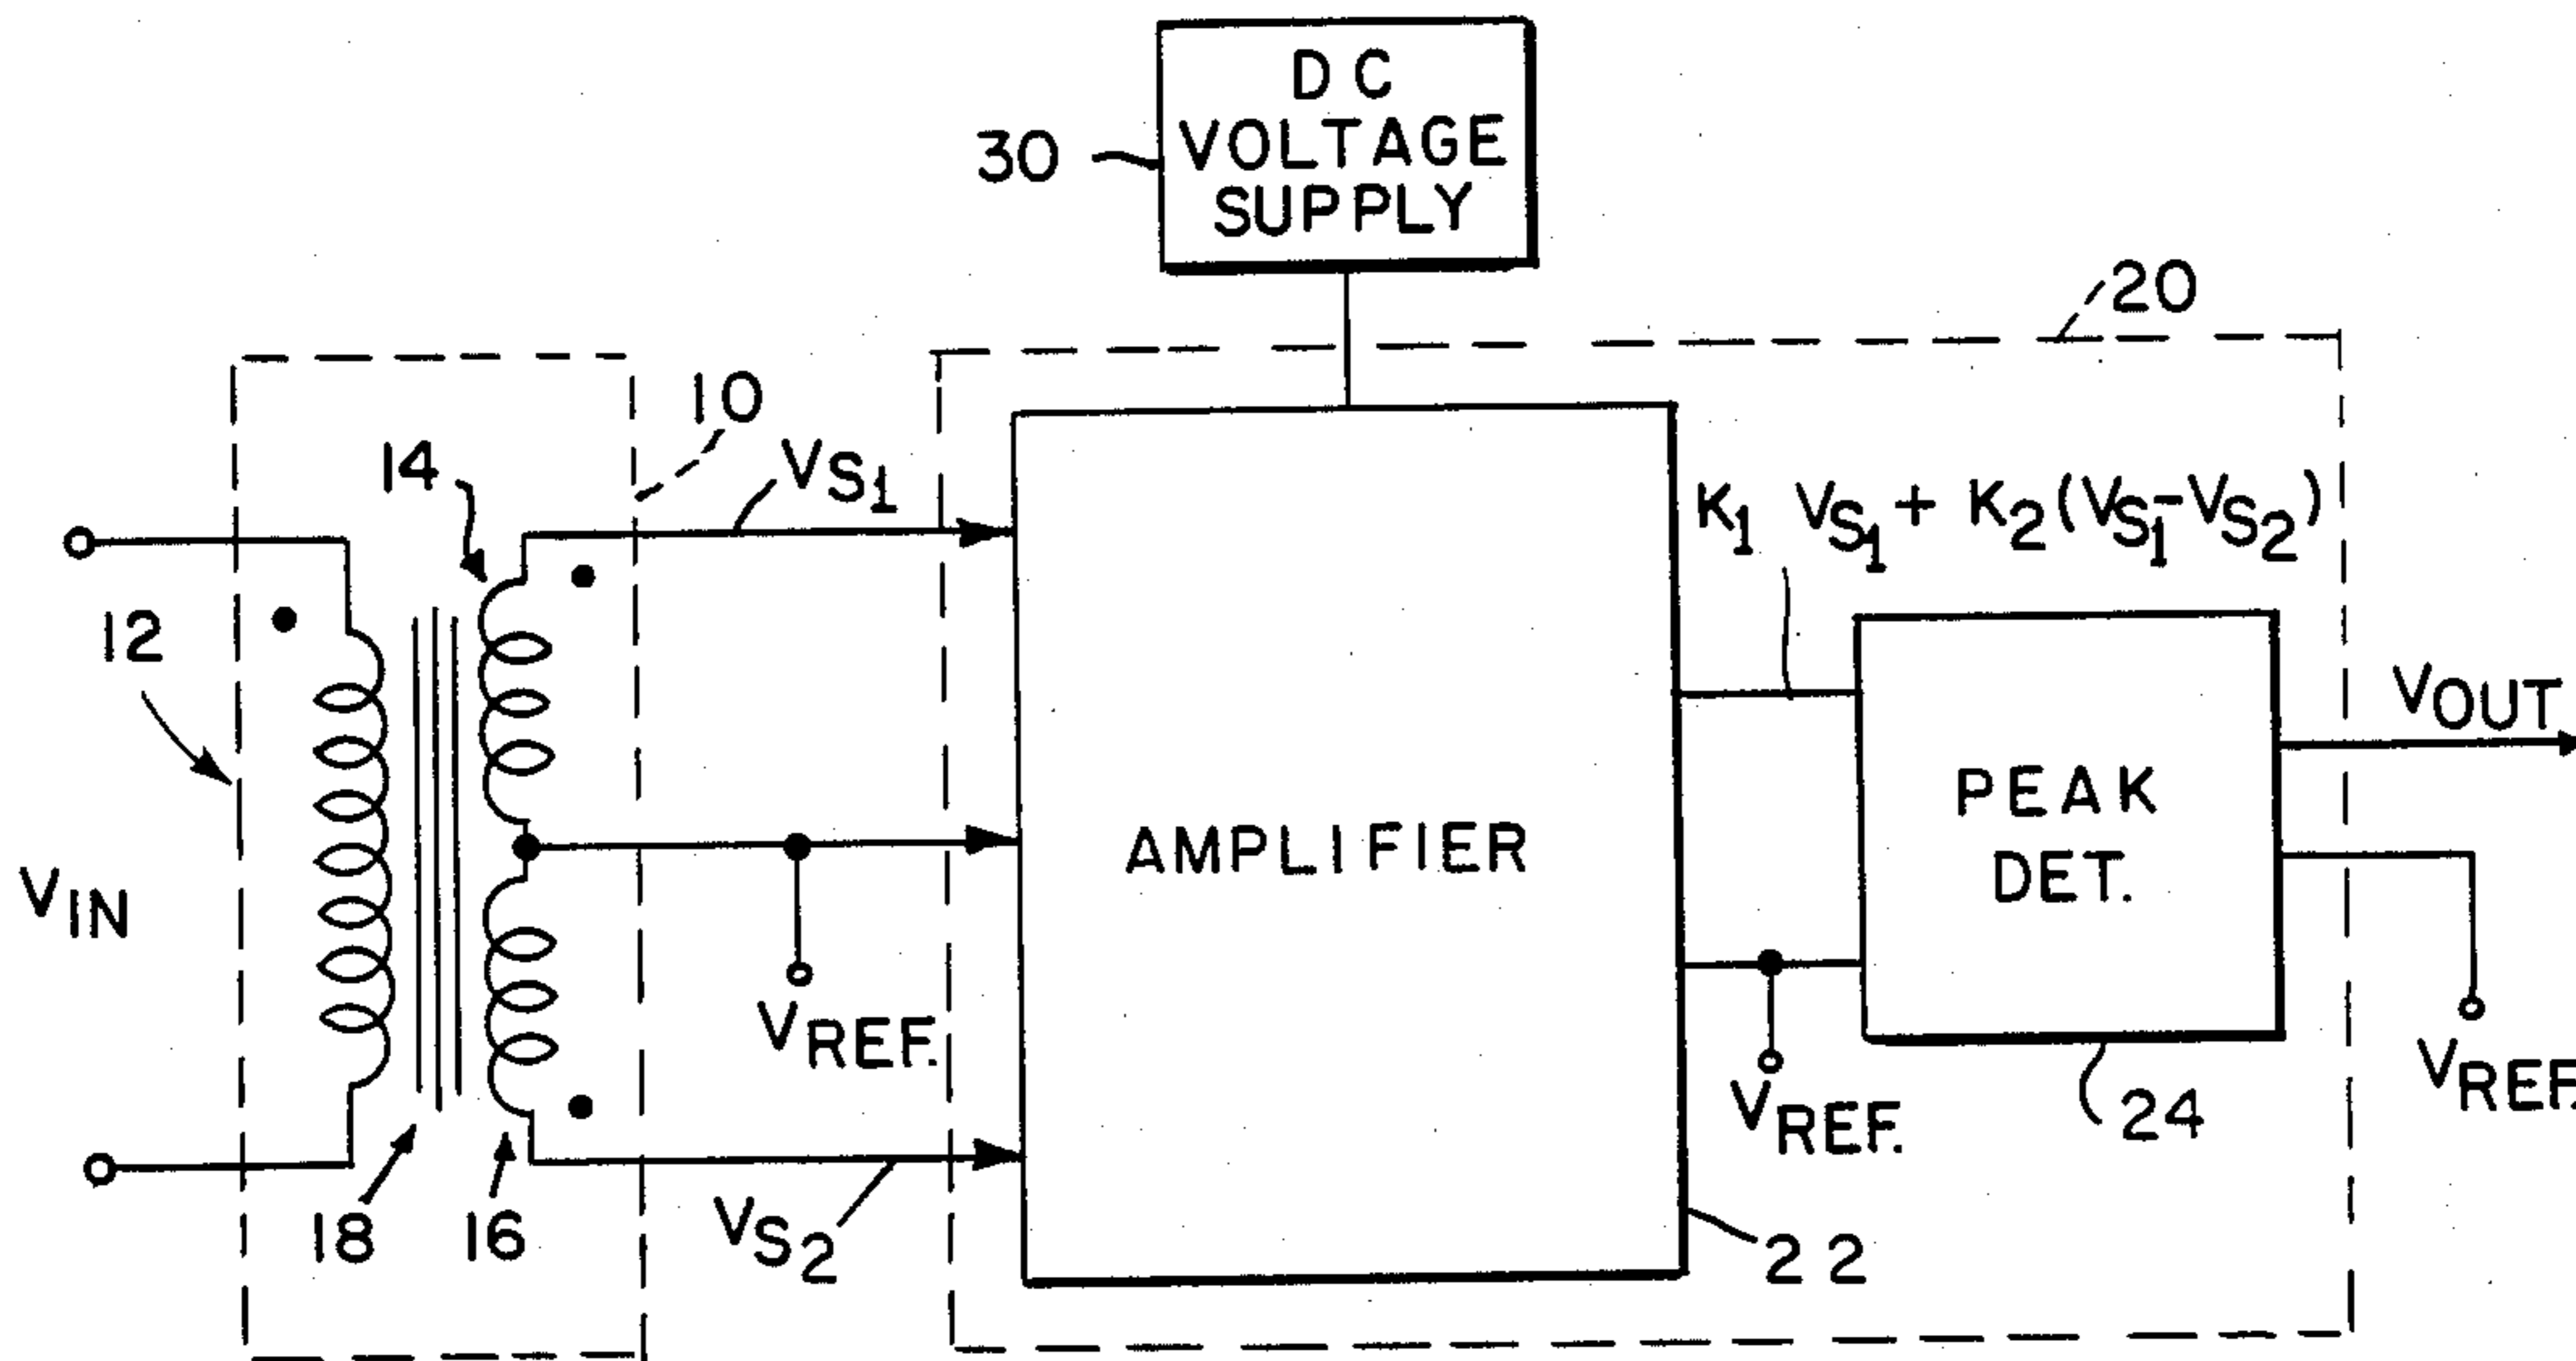 DC
VOLTAGE
SUPPLY
30
20
10
14
VS1
K1 VS1 + K2 (VS1-VS2)
12
VOUT
PEAK
DET.
AMPLIFIER
VIN
VREF.
VREF.
VREF
24
18
16
VS2
22